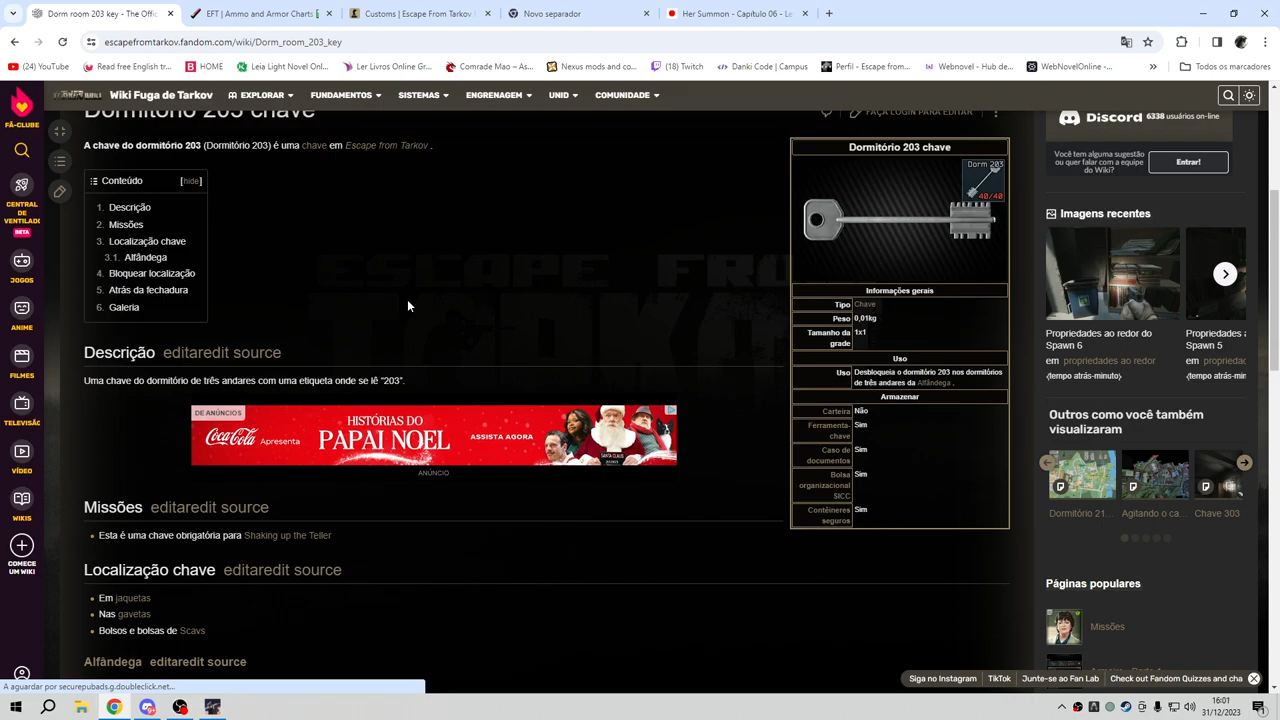 Dorm room 203 key - The Offic
EFT | Ammo and Armor Charts
Customs | Escape From Tarkov
Novo separador
Her Summon - Capítulo 06 - Le
escapefromtarkov.fandom.com/wiki/Dorm_room_203_key
(24) YouTube
Read free English tr...
HOME
Leia Light Novel Onl...
Ler Livros Online Gr...
Comrade Mao – As...
Nexus mods and co...
(18) Twitch
Danki Code | Campus
Perfil - Escape from...
Webnovel - Hub de...
WebNovelOnline -...
Todos os marcadores
Wiki Fuga de Tarkov
EXPLORAR
FUNDAMENTOS
SISTEMAS
ENGRENAGEM
UNID
COMUNIDADE
FÃ-CLUBE
CENTRAL DE VENTILADO
BETA
JOGOS
ANIME
FILMES
TELEVISÃO
VÍDEO
WIKIS
COMECE UM WIKI
Dormitório 203 chave
FAÇA LOGIN PARA EDITAR
A chave do dormitório 203 (Dormitório 203) é uma chave em Escape from Tarkov .
Conteúdo [hide]
1. Descrição
2. Missões
3. Localização chave
3.1. Alfândega
4. Bloquear localização
5. Atrás da fechadura
6. Galeria
Descrição editaredit source
Uma chave do dormitório de três andares com uma etiqueta onde se lê "203".
DE ANÚNCIOS
Coca-Cola Apresenta
HISTÓRIAS DO
PAPAI NOEL
ASSISTA AGORA
ANÚNCIO
Missões editaredit source
Esta é uma chave obrigatória para Shaking up the Teller
Localização chave editaredit source
Em jaquetas
Nas gavetas
Bolsos e bolsas de Scavs
Alfândega editaredit source
Dormitório 203 chave
Dorm 203
40/40
Informações gerais
Tipo Chave
Peso 0,01kg
Tamanho da grade 1x1
Uso
Uso Desbloqueia o dormitório 203 nos dormitórios
de três andares da Alfândega .
Armazenar
Carteira Não
Ferramenta-chave Sim
Caso de documentos Sim
Bolsa organizacional SICC Sim
Contêineres seguros Sim
Discord 6338 usuários on-line
Você tem alguma sugestão
ou quer falar com a equipe
do Wiki?
Entrar!
Imagens recentes
Propriedades ao redor do
Spawn 6
em propriedades ao redor
‹tempo atrás-minuto›
Propriedades a
Spawn 5
em propriedades
‹tempo atrás-minut
Outros como você também
visualizaram
Dormitório 21...
Agitando o ca...
Chave 303
Páginas populares
Missões
Siga no Instagram
TikTok
Junte-se ao Fan Lab
Check out Fandom Quizzes and cha
A aguardar por securepubads.g.doubleclick.net...
16:01
31/12/2023